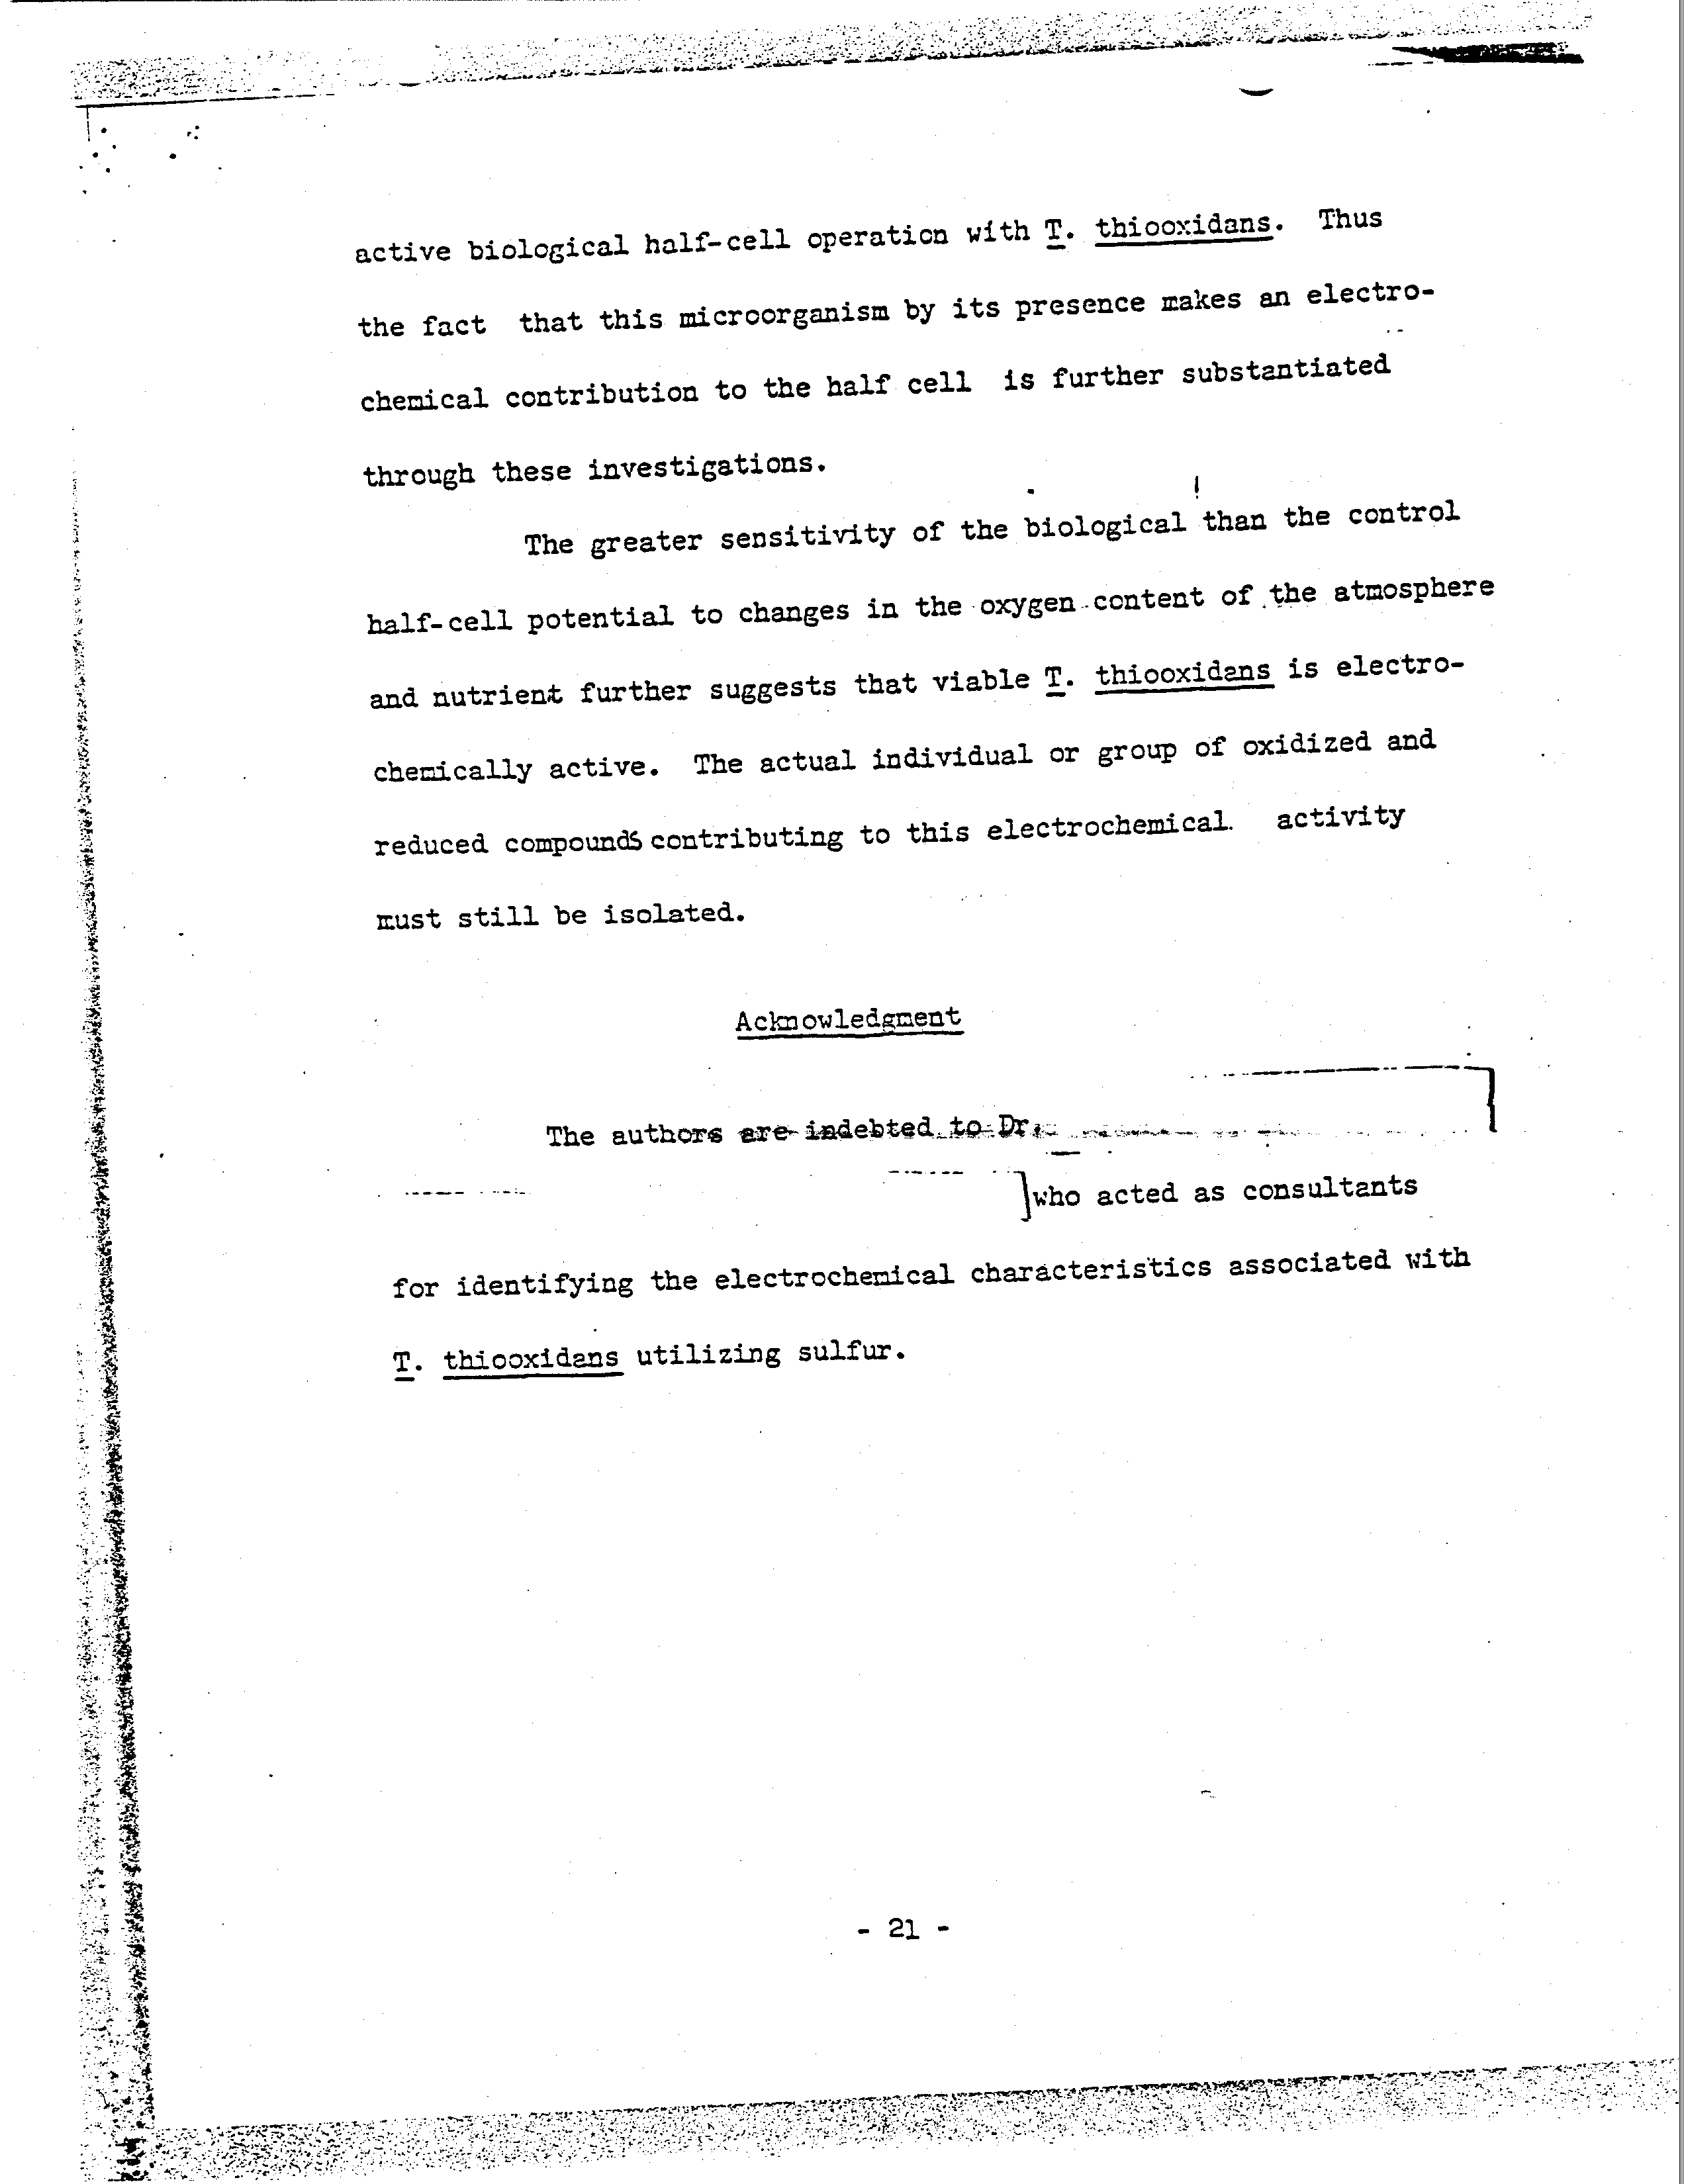 active biological half-cell operation with T. thiooxidans. Thus
the fact that this microorganism by its presence makes an electro-
chemical contribution to the half cell is further substantiated
through these investigations.
The greater sensitivity of the biological than the control
half-cell potential to changes in the oxygen content of the atmosphere
and nutrient further suggests that viable T. thiooxidans is electro-
chemically active. The actual individual or group of oxidized and
reduced compounds contributing to this electrochemical activity
must still be isolated.
Acknowledgment
The authors are indebted to Dr.
who acted as consultants
for identifying the electrochemical characteristics associated with
T. thiooxidans utilizing sulfur.
- 21 -